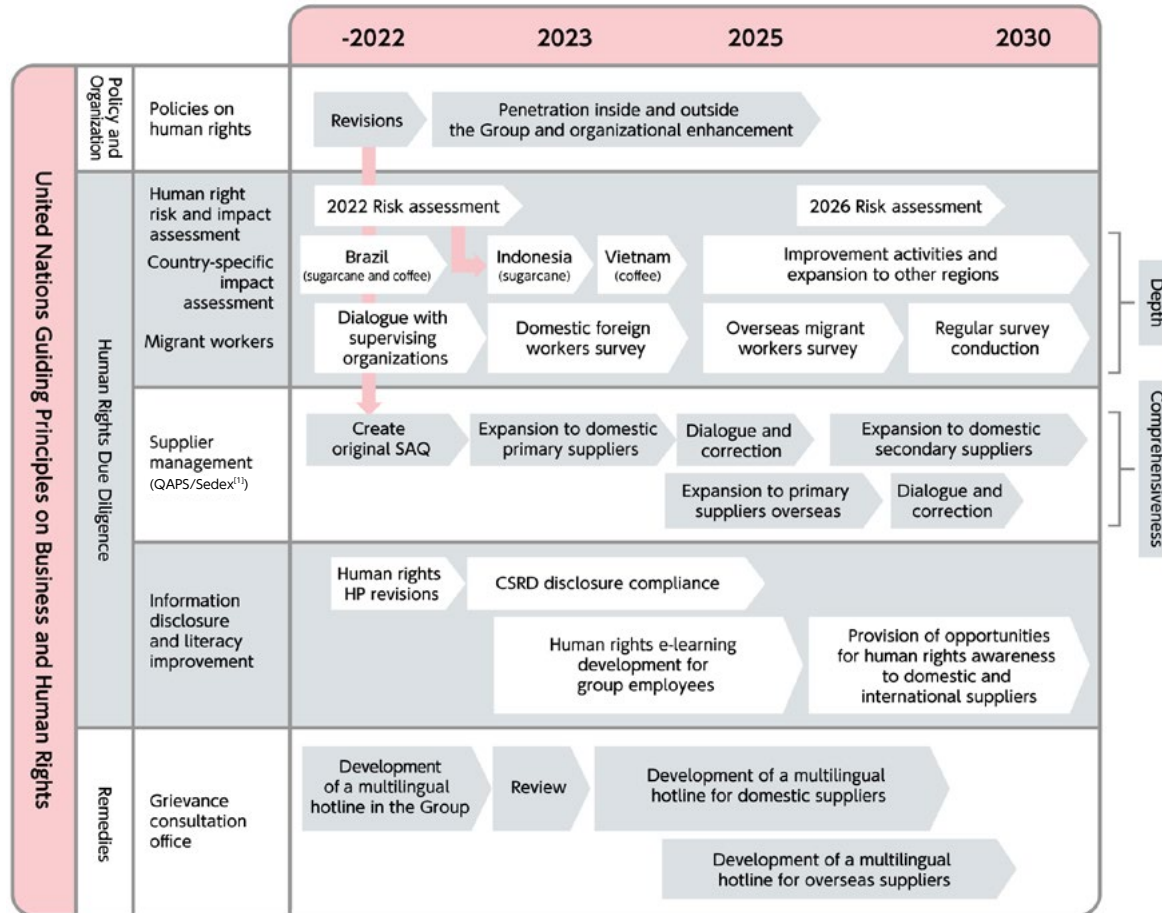 -2022
2023
2025
2030
United Nations Guiding Principles on Business and Human Rights
Policy and
Organization
Policies on
human rights
Revisions
Penetration inside and outside
the Group and organizational enhancement
Human Rights Due Diligence
Human right
risk and impact
assessment
2022 Risk assessment
2026 Risk assessment
Country-specific
impact
assessment
Brazil
(sugarcane and coffee)
Indonesia
(sugarcane)
Vietnam
(coffee)
Improvement activities and
expansion to other regions
Migrant workers
Dialogue with
supervising
organizations
Domestic foreign
workers survey
Overseas migrant
workers survey
Regular survey
conduction
Depth
Supplier
management
(QAPS/Sedex[1])
Create
original SAQ
Expansion to domestic
primary suppliers
Dialogue and
correction
Expansion to domestic
secondary suppliers
Expansion to primary
suppliers overseas
Dialogue and
correction
Comprehensiveness
Information
disclosure
and literacy
improvement
Human rights
HP revisions
CSRD disclosure compliance
Human rights e-learning
development for
group employees
Provision of opportunities
for human rights awareness
to domestic and
international suppliers
Remedies
Grievance
consultation
office
Development
of a multilingual
hotline in the Group
Review
Development of a multilingual
hotline for domestic suppliers
Development of a multilingual
hotline for overseas suppliers